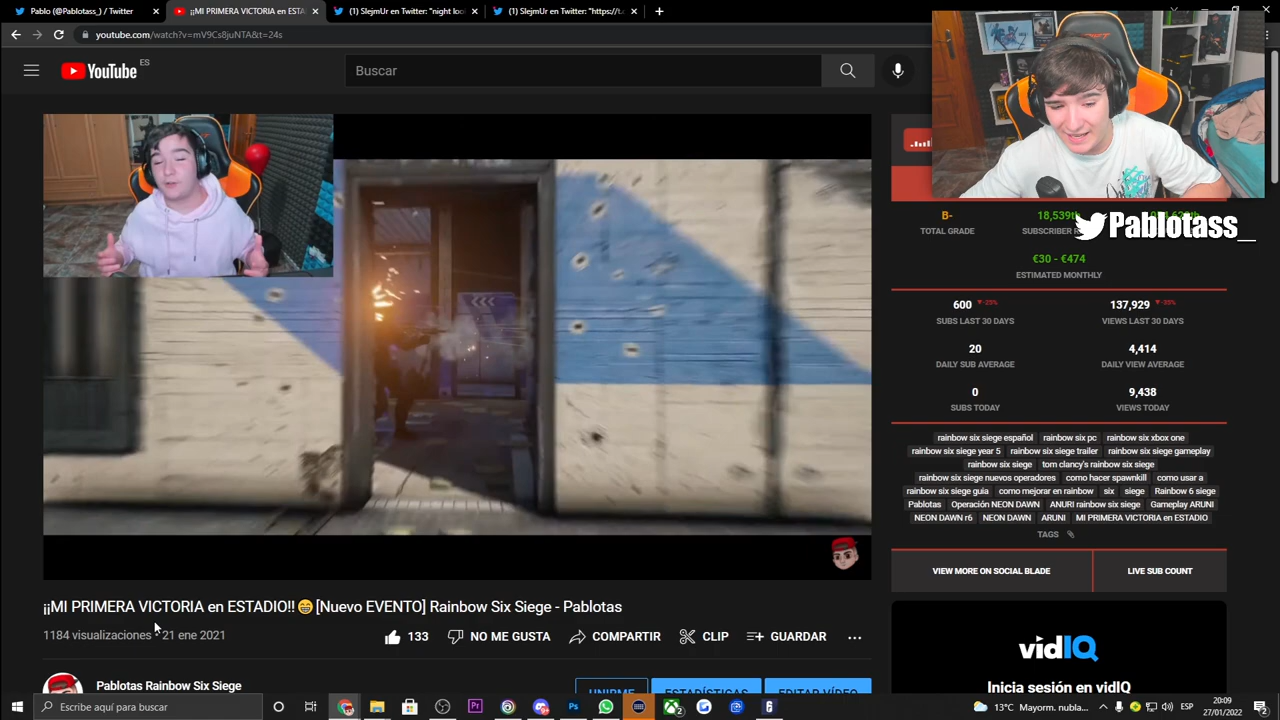 Pablo (@Pablotas_) / Twitter
¡¡MI PRIMERA VICTORIA en ESTA
(1) SlejmUr en Twitter: "night loo
(1) SlejmUr en Twitter: "https://t.c
youtube.com/watch?v=mV9Cs8juNTA&t=24s
YouTube ES
Buscar
Pablotass_
B-
TOTAL GRADE
18,539th
SUBSCRIBER
€30 - €474
ESTIMATED MONTHLY
600 -25%
SUBS LAST 30 DAYS
137,929 -35%
VIEWS LAST 30 DAYS
20
DAILY SUB AVERAGE
4,414
DAILY VIEW AVERAGE
0
SUBS TODAY
9,438
VIEWS TODAY
rainbow six siege español rainbow six pc rainbow six xbox one
rainbow six siege year 5 rainbow six siege trailer rainbow six siege gameplay
rainbow six siege tom clancy's rainbow six siege
rainbow six siege nuevos operadores como hacer spawnkill como usar a
rainbow six siege guia como mejorar en rainbow six siege Rainbow 6 siege
Pablotas Operación NEON DAWN ANURI rainbow six siege Gameplay ARUNI
NEON DAWN r6 NEON DAWN ARUNI MI PRIMERA VICTORIA en ESTADIO
TAGS
VIEW MORE ON SOCIAL BLADE
LIVE SUB COUNT
vidIQ
Inicia sesión en vidIQ
¡¡MI PRIMERA VICTORIA en ESTADIO!! 😁 [Nuevo EVENTO] Rainbow Six Siege - Pablotas
1184 visualizaciones • 21 ene 2021
133
NO ME GUSTA
COMPARTIR
CLIP
GUARDAR
Pablotas Rainbow Six Siege
UNIRME
ESTADÍSTICAS
EDITAR VÍDEO
Escribe aquí para buscar
13°C Mayorm. nubla...
ESP
20:09
27/01/2022